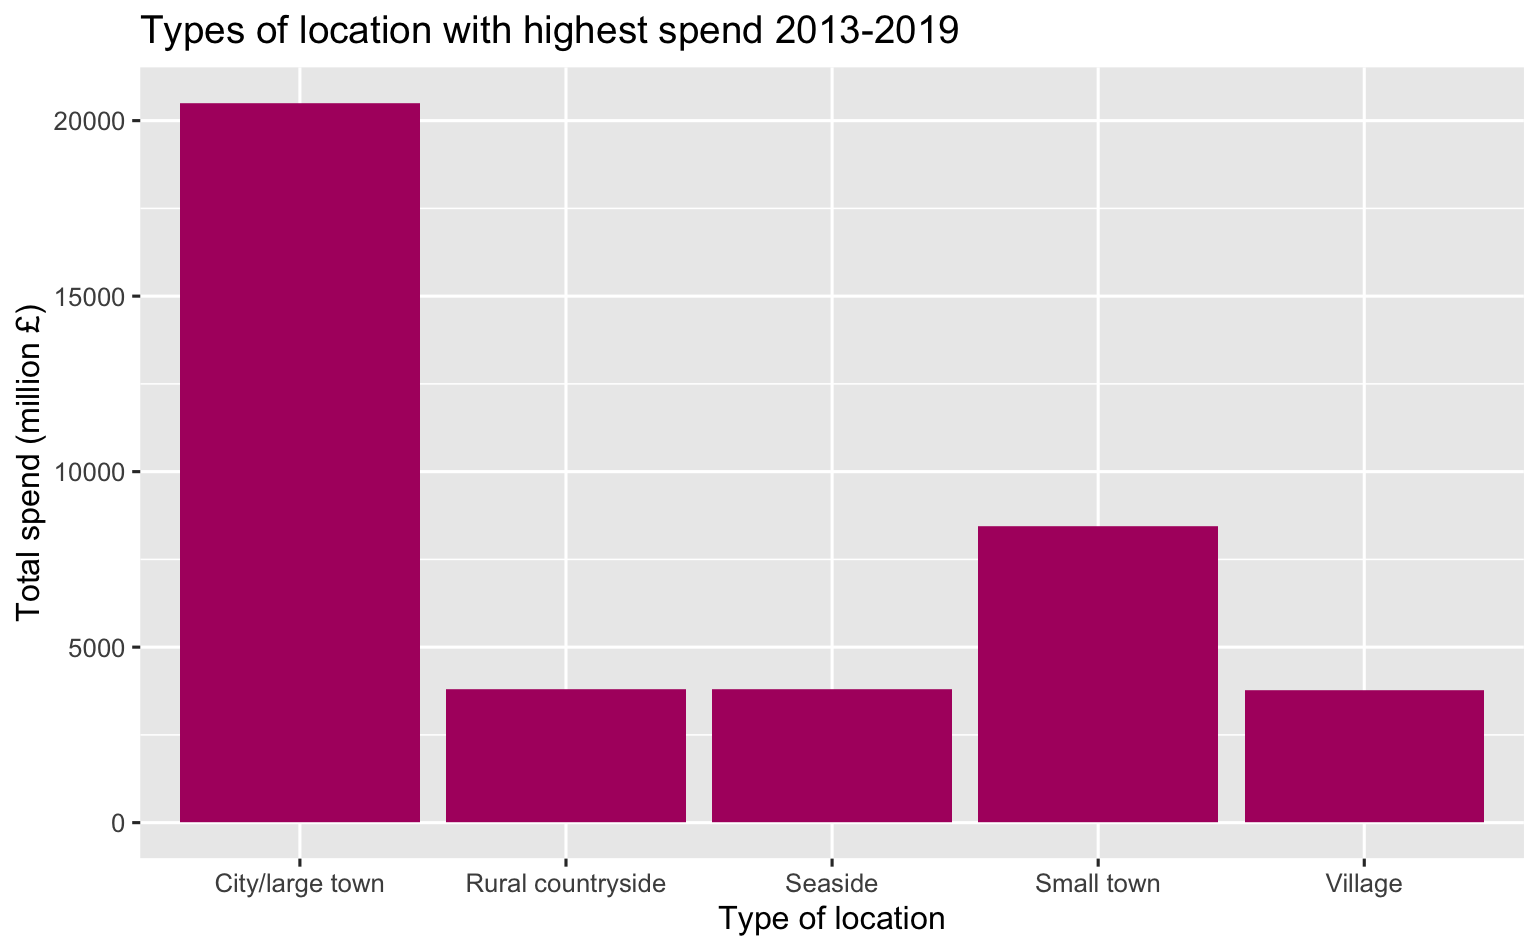 Types of location with highest spend 2013-2019
Total spend (million £)
20000
15000
10000
5000
0
City/large town
Rural countryside
Seaside
Small town
Village
Type of location